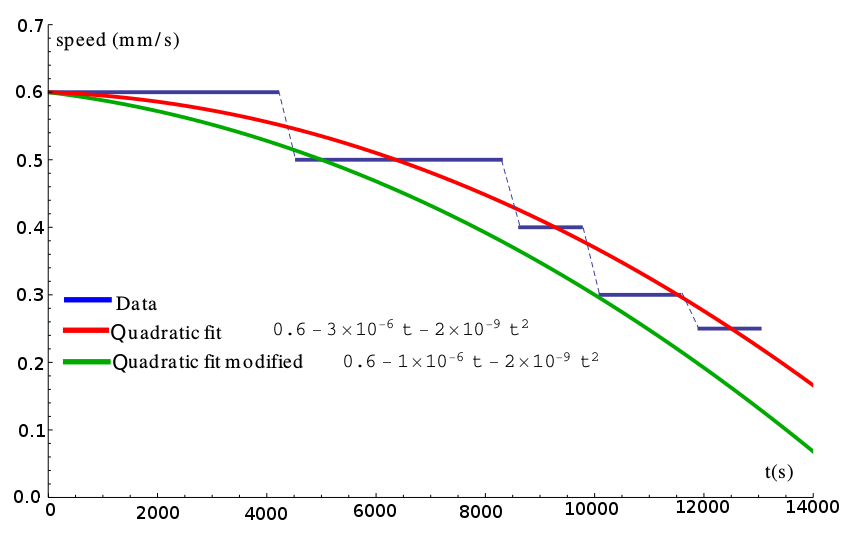 0.7
speed (mm/s)
0.6
0.5
0.4
0.3
Data
Quadratic fit 0.6 – 3×10⁻⁶ t – 2×10⁻⁹ t²
0.2
Quadratic fit modified 0.6 – 1×10⁻⁶ t – 2×10⁻⁹ t²
0.1
t(s)
0.0
0 2000 4000 6000 8000 10000 12000 14000